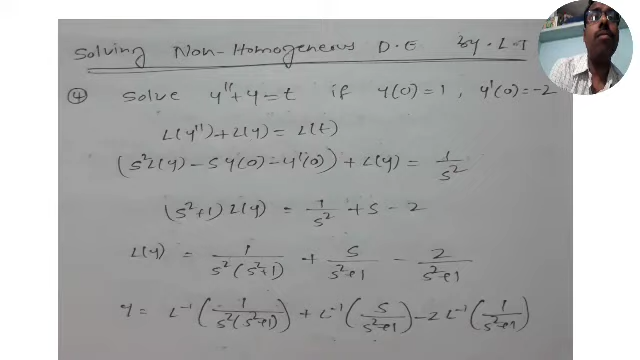 Solving Non-Homogeneous D.E by L.T
④ Solve y''+y=t if y(0)=1, y'(0)=-2
L(y'')+L(y)=L(t)
(s²L(y)-sy(0)-y'(0))+L(y)=1/s²
(s²+1)L(y)=1/s²+s-2
L(y)=1/(s²(s²+1))+s/(s²+1)-2/(s²+1)
y=L⁻¹(1/(s²(s²+1)))+L⁻¹(s/(s²+1))-2L⁻¹(1/(s²+1))